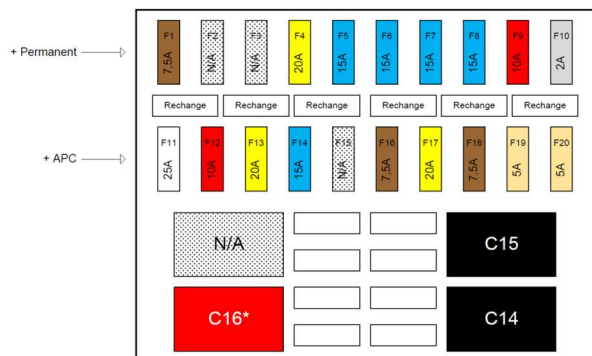 + Permanent
F1 F2 F3 F4 F5 F6 F7 F8 F9 F10
7,5A N/A N/A 20A 15A 15A 15A 15A 10A 2A
Rechange Rechange Rechange Rechange Rechange Rechange
+ APC
F11 F12 F13 F14 F15 F16 F17 F18 F19 F20
25A 10A 20A 15A N/A 7,5A 20A 7,5A 5A 5A
N/A C15
C16* C14